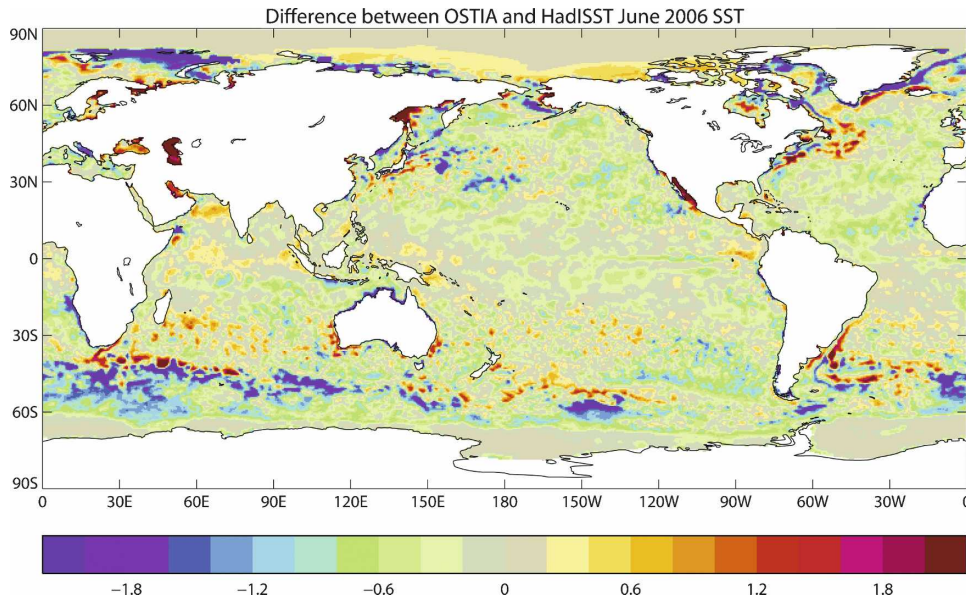 Difference between OSTIA and HadISST June 2006 SST
90N
60N
30N
0
30S
60S
90S
0 30E 60E 90E 120E 150E 180 150W 120W 90W 60W 30W 0
−1.8 −1.2 −0.6 0 0.6 1.2 1.8